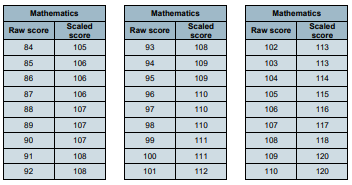 Mathematics Mathematics Mathematics
Raw score Scaled score Raw score Scaled score Raw score Scaled score
84 105 93 108 102 113
85 106 94 109 103 113
86 106 95 109 104 114
87 106 96 110 105 115
88 107 97 110 106 116
89 107 98 110 107 117
90 107 99 111 108 118
91 108 100 111 109 120
92 108 101 112 110 120